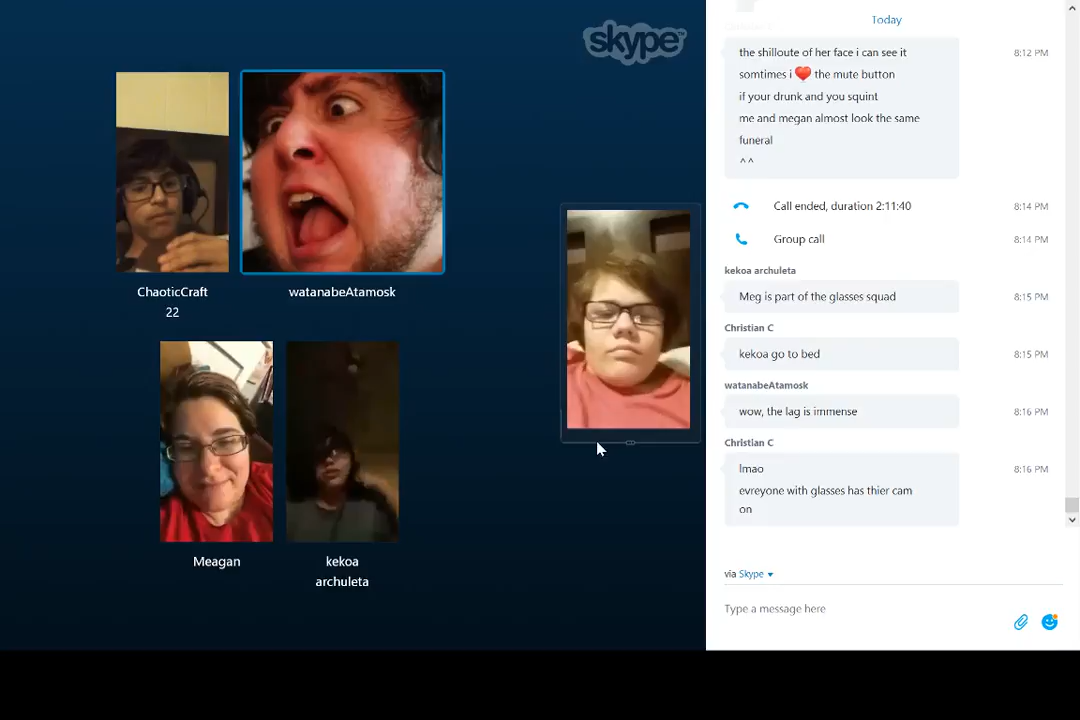 skype
ChaoticCraft
22
watanabeAtamosk
Meagan
kekoa
archuleta
Today
the shilloute of her face i can see it
somtimes i ❤ the mute button
if your drunk and you squint
me and megan almost look the same
funeral
^^
8:12 PM
Call ended, duration 2:11:40
8:14 PM
Group call
8:14 PM
kekoa archuleta
Meg is part of the glasses squad
8:15 PM
Christian C
kekoa go to bed
8:15 PM
watanabeAtamosk
wow, the lag is immense
8:16 PM
Christian C
lmao
8:16 PM
evreyone with glasses has thier cam
on
via Skype
Type a message here